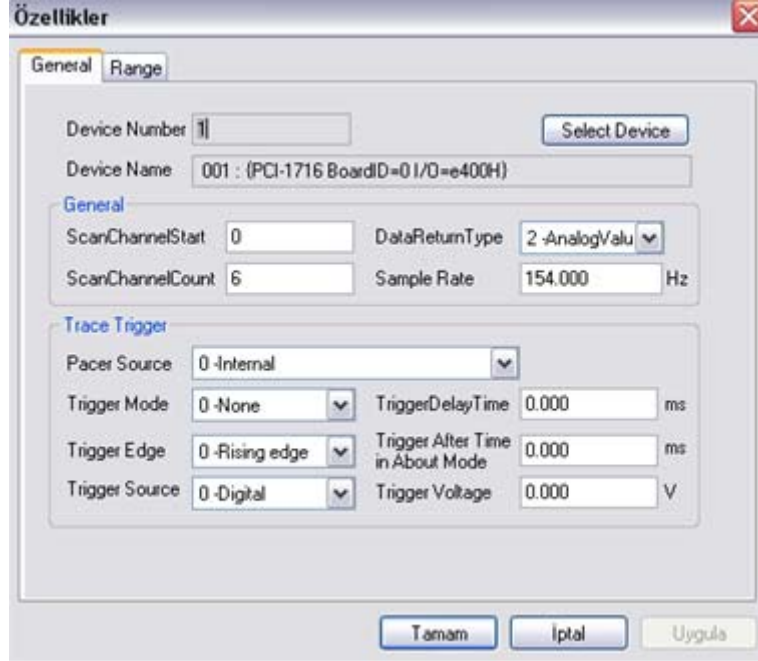 Özellikler
General Range
Device Number 1 Select Device
Device Name 001 : {PCI-1716 BoardID=0 I/O=e400H}
General
ScanChannelStart 0 DataReturnType 2 -AnalogValu
ScanChannelCount 6 Sample Rate 154.000 Hz
Trace Trigger
Pacer Source 0 -Internal
Trigger Mode 0 -None TriggerDelayTime 0.000 ms
Trigger Edge 0 -Rising edge Trigger After Time in About Mode 0.000 ms
Trigger Source 0 -Digital Trigger Voltage 0.000 V
Tamam İptal Uygula